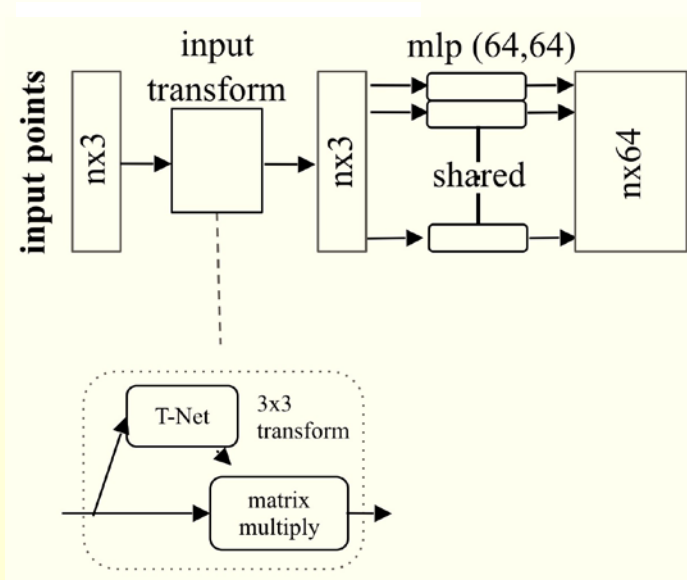 input points
nx3
input
transform
nx3
mlp (64,64)
shared
nx64
T-Net
3x3
transform
matrix
multiply